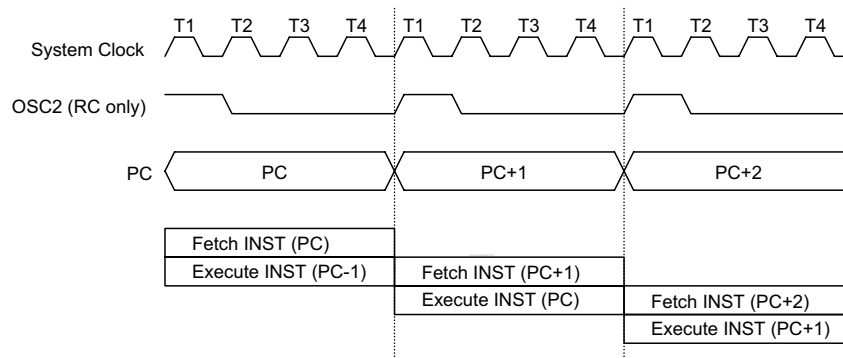 T1 T2 T3 T4 T1 T2 T3 T4 T1 T2 T3 T4
System Clock
OSC2 (RC only)
PC PC PC+1 PC+2
Fetch INST (PC)
Execute INST (PC-1) Fetch INST (PC+1)
Execute INST (PC) Fetch INST (PC+2)
Execute INST (PC+1)